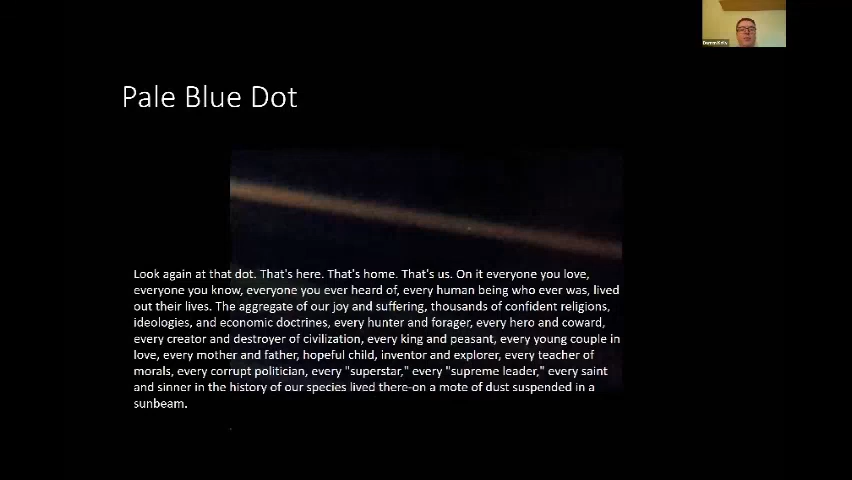 Darren Kelly
Pale Blue Dot
Look again at that dot. That's here. That's home. That's us. On it everyone you love,
everyone you know, everyone you ever heard of, every human being who ever was, lived
out their lives. The aggregate of our joy and suffering, thousands of confident religions,
ideologies, and economic doctrines, every hunter and forager, every hero and coward,
every creator and destroyer of civilization, every king and peasant, every young couple in
love, every mother and father, hopeful child, inventor and explorer, every teacher of
morals, every corrupt politician, every "superstar," every "supreme leader," every saint
and sinner in the history of our species lived there-on a mote of dust suspended in a
sunbeam.